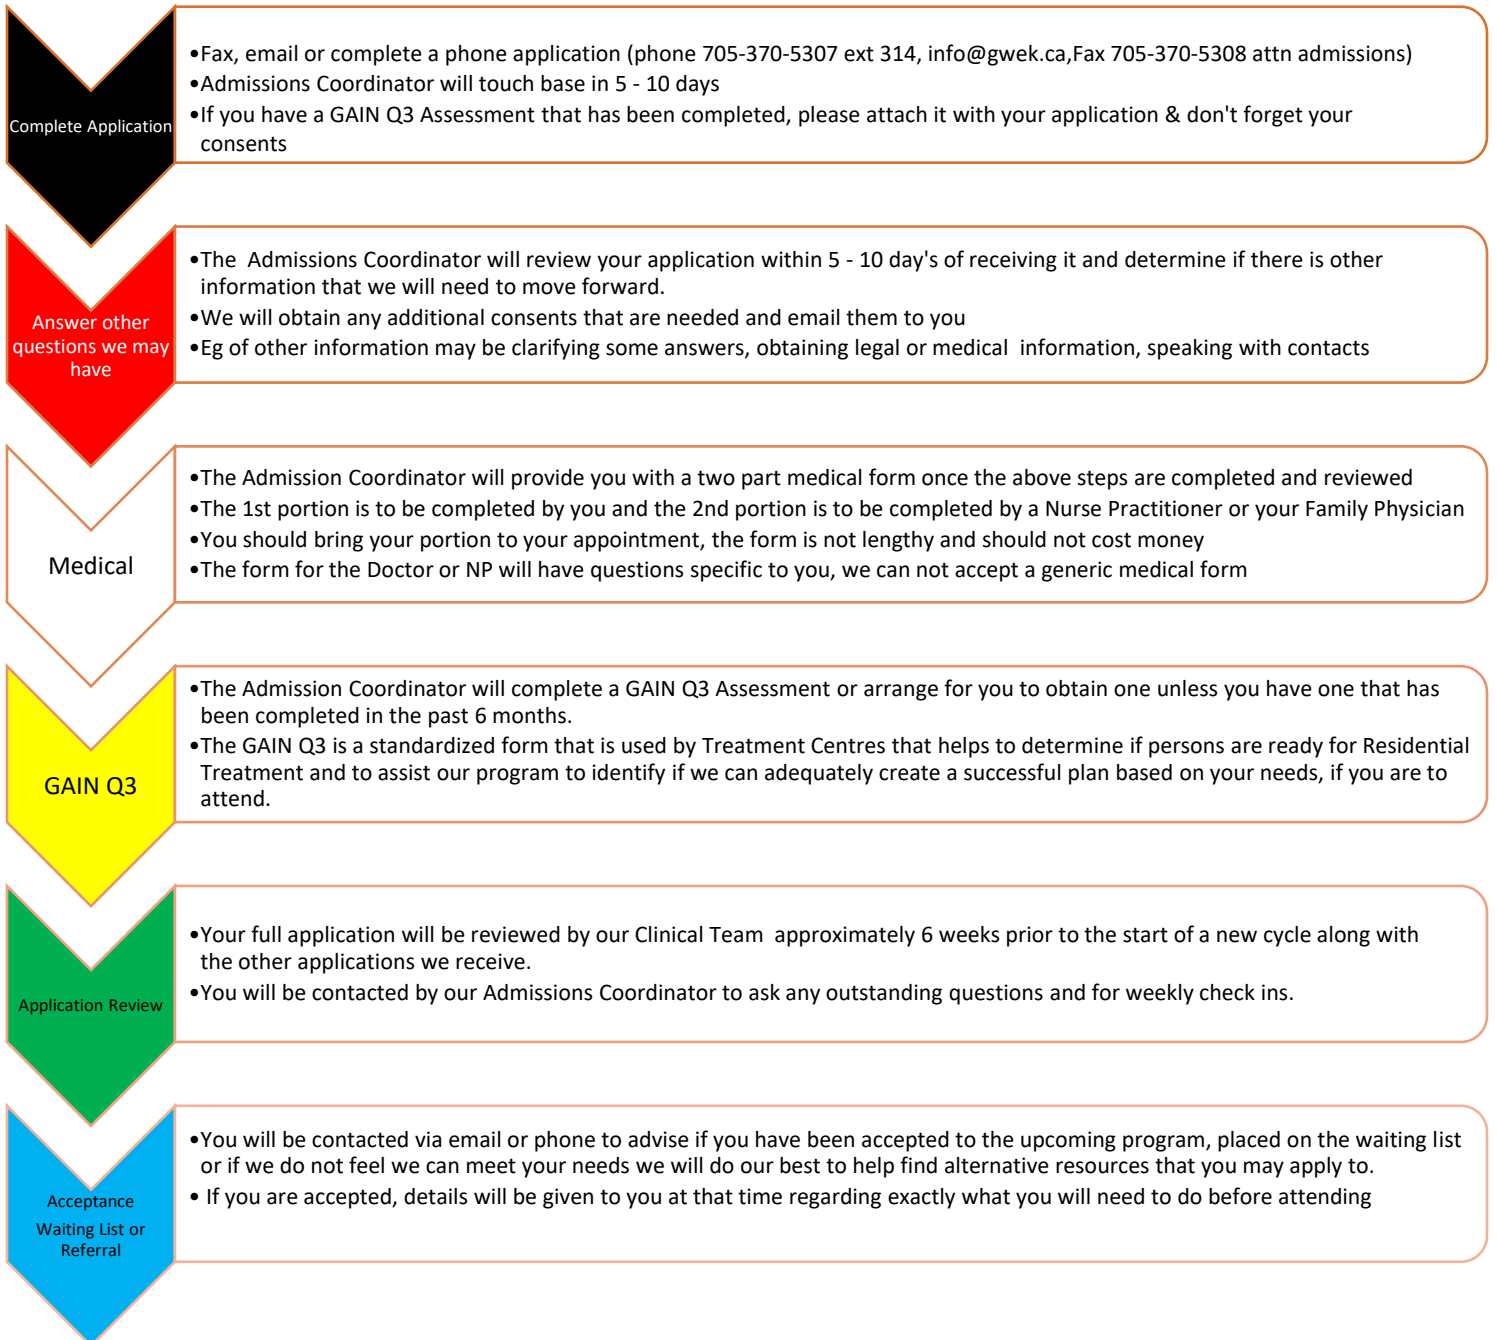 Complete Application
•Fax, email or complete a phone application (phone 705-370-5307 ext 314, info@gwek.ca,Fax 705-370-5308 attn admissions)
•Admissions Coordinator will touch base in 5 - 10 days
•If you have a GAIN Q3 Assessment that has been completed, please attach it with your application & don't forget your
consents
Answer other
questions we may
have
•The  Admissions Coordinator will review your application within 5 - 10 day's of receiving it and determine if there is other
information that we will need to move forward.
•We will obtain any additional consents that are needed and email them to you
•Eg of other information may be clarifying some answers, obtaining legal or medical  information, speaking with contacts
Medical
•The Admission Coordinator will provide you with a two part medical form once the above steps are completed and reviewed
•The 1st portion is to be completed by you and the 2nd portion is to be completed by a Nurse Practitioner or your Family Physician
•You should bring your portion to your appointment, the form is not lengthy and should not cost money
•The form for the Doctor or NP will have questions specific to you, we can not accept a generic medical form
GAIN Q3
•The Admission Coordinator will complete a GAIN Q3 Assessment or arrange for you to obtain one unless you have one that has
been completed in the past 6 months.
•The GAIN Q3 is a standardized form that is used by Treatment Centres that helps to determine if persons are ready for Residential
Treatment and to assist our program to identify if we can adequately create a successful plan based on your needs, if you are to
attend.
Application Review
•Your full application will be reviewed by our Clinical Team  approximately 6 weeks prior to the start of a new cycle along with
the other applications we receive.
•You will be contacted by our Admissions Coordinator to ask any outstanding questions and for weekly check ins.
Acceptance
Waiting List or
Referral
•You will be contacted via email or phone to advise if you have been accepted to the upcoming program, placed on the waiting list
or if we do not feel we can meet your needs we will do our best to help find alternative resources that you may apply to.
• If you are accepted, details will be given to you at that time regarding exactly what you will need to do before attending